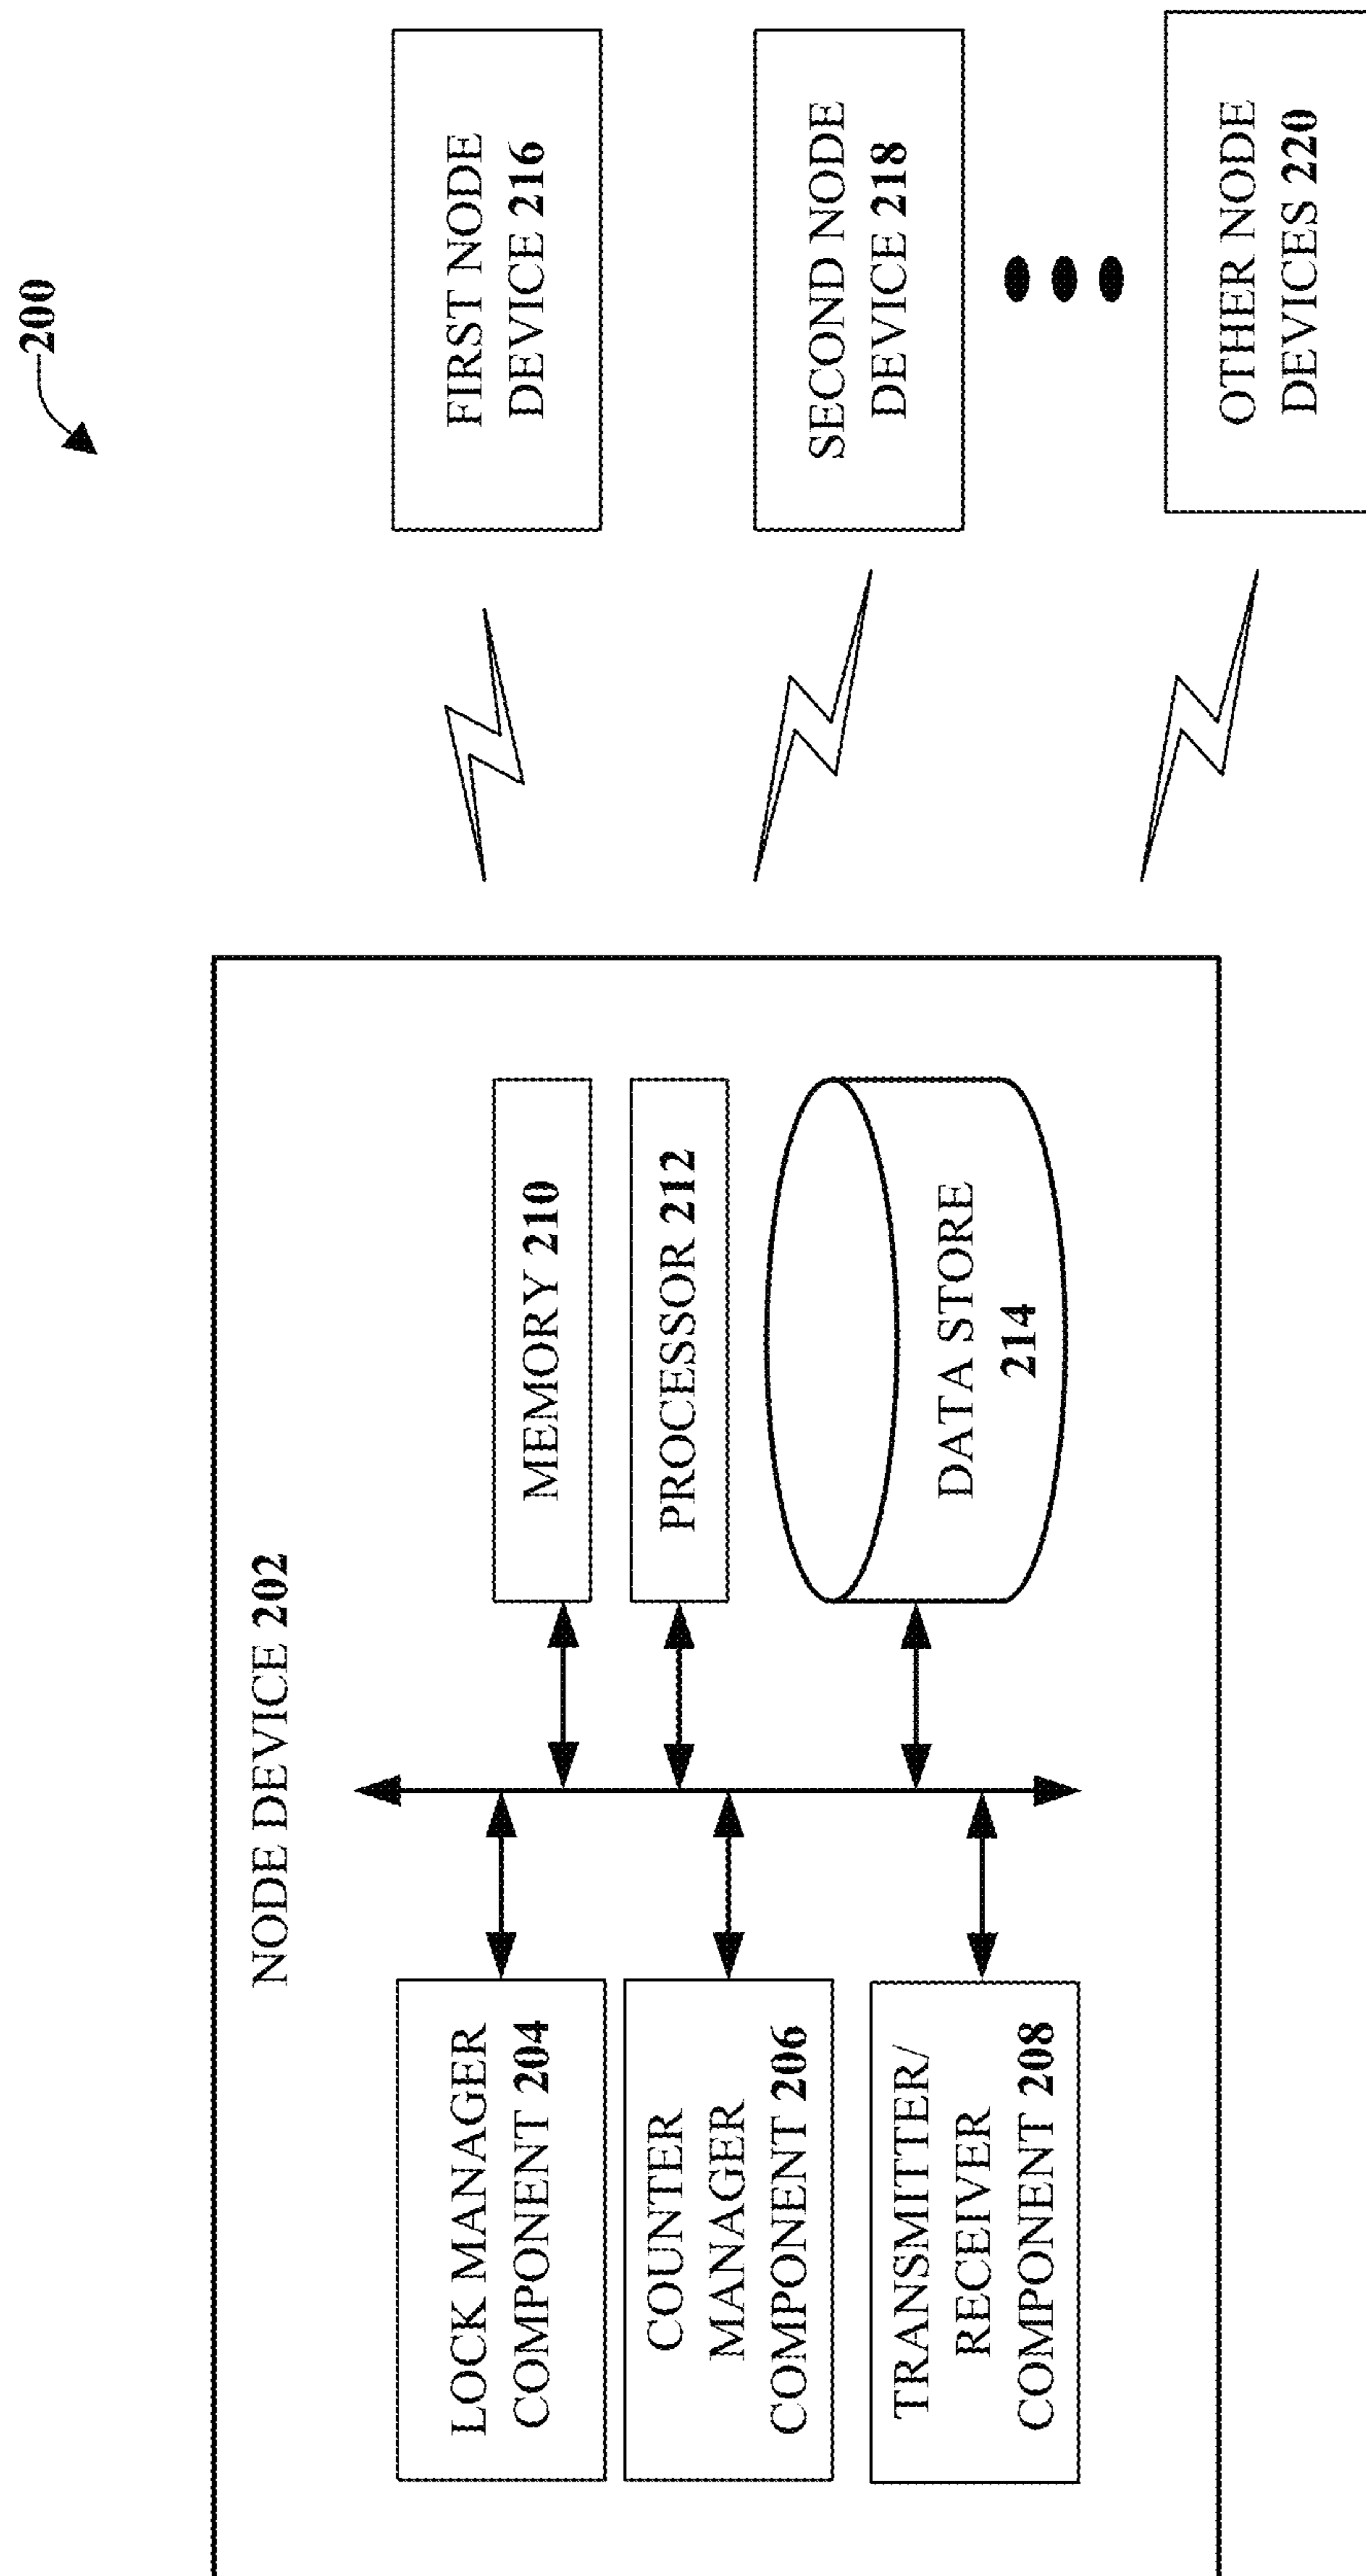 200
NODE DEVICE 202
LOCK MANAGER
COMPONENT 204
COUNTER
MANAGER
COMPONENT 206
TRANSMITTER/
RECEIVER
COMPONENT 208
MEMORY 210
PROCESSOR 212
DATA STORE
214
FIRST NODE
DEVICE 216
SECOND NODE
DEVICE 218
OTHER NODE
DEVICES 220